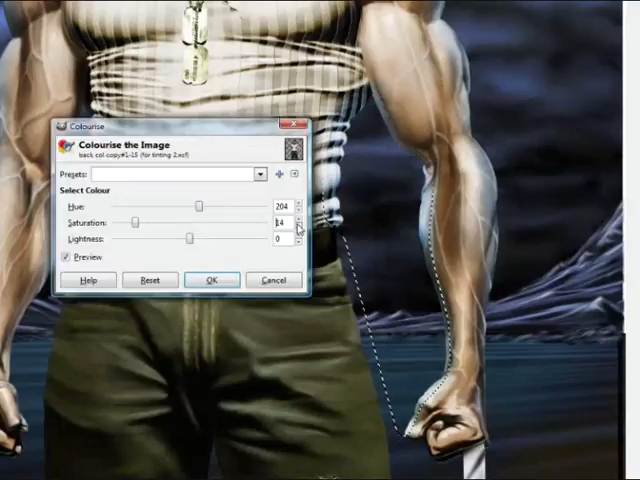 Colourise
Colourise the Image
back col copy#1-15 (for tinting 2.xcf)
Presets:
Select Colour
Hue: 204
Saturation: 14
Lightness: 0
Preview
Help Reset OK Cancel